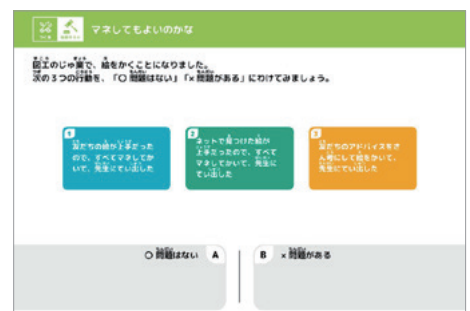 マネしてもよいのかな
図工のじゅ業で、絵をかくことになりました。
次の３つの行動を、「○ 問題はない」「× 問題がある」にわけてみましょう。
1
友だちの絵が上手だった
ので、すべてマネしてか
いて、先生にてい出した
2
ネットで見つけた絵が
上手だったので、すべて
マネしてかいて、先生に
てい出した
3
友だちのアドバイスをさ
ん考にして絵をかいて、
先生にてい出した
○ 問題はない A
B × 問題がある